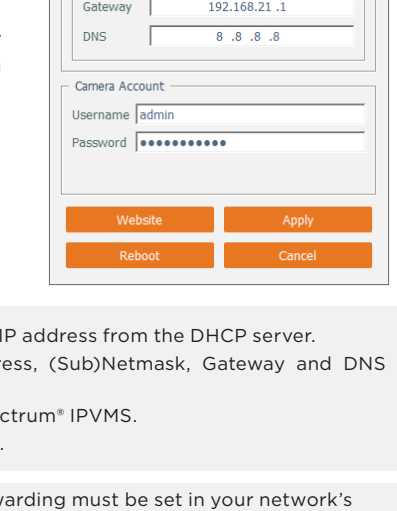 Gateway 192.168.21 .1
DNS 8 .8 .8 .8
Camera Account
Username admin
Password ●●●●●●●●●●●
Website Apply
Reboot Cancel
IP address from the DHCP server.
ress, (Sub)Netmask, Gateway and DNS
ctrum® IPVMS.
.
warding must be set in your network's